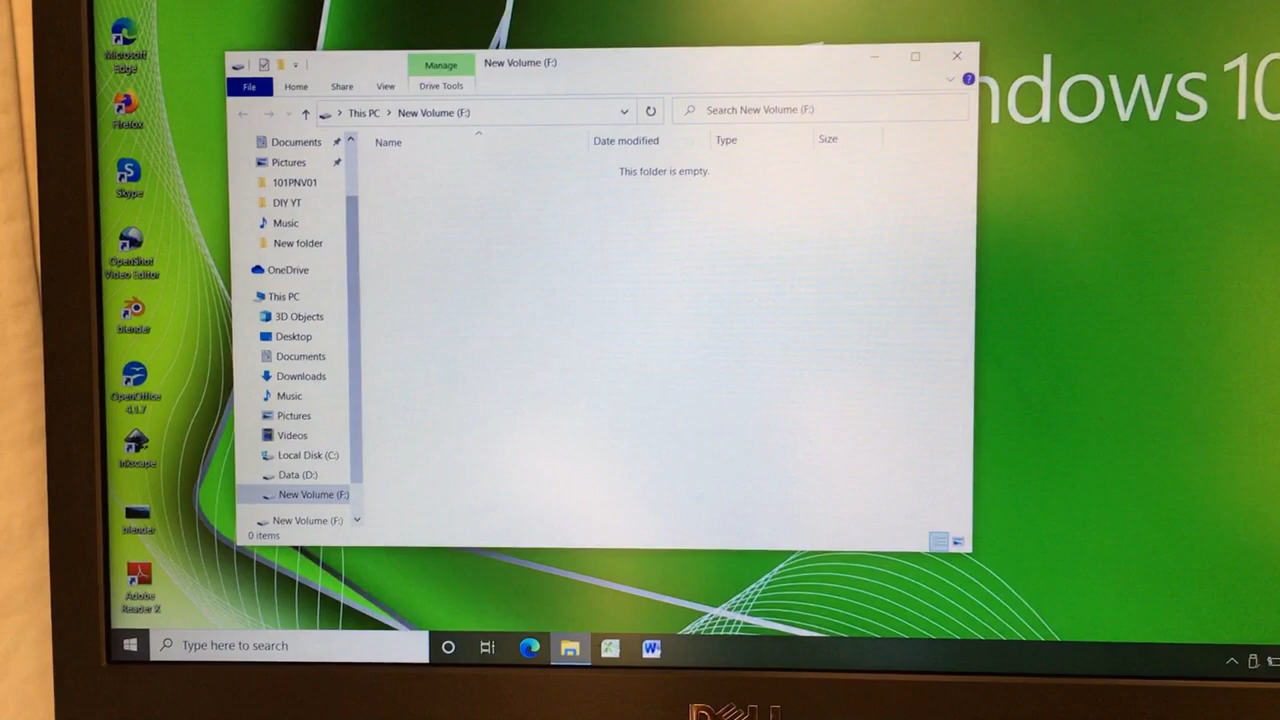 Microsoft
Edge
Firefox
Skype
OpenShot
Video Editor
blender
OpenOffice
4.1.7
Inkscape
blender
Adobe
Reader X
Manage
New Volume (F:)
File
Home
Share
View
Drive Tools
?
This PC
New Volume (F:)
Search New Volume (F:)
Name
Date modified
Type
Size
This folder is empty.
Documents
Pictures
101PNV01
DIY YT
Music
New folder
OneDrive
This PC
3D Objects
Desktop
Documents
Downloads
Music
Pictures
Videos
Local Disk (C:)
Data (D:)
New Volume (F:)
New Volume (F:)
0 items
ndows 10
Type here to search
DELL